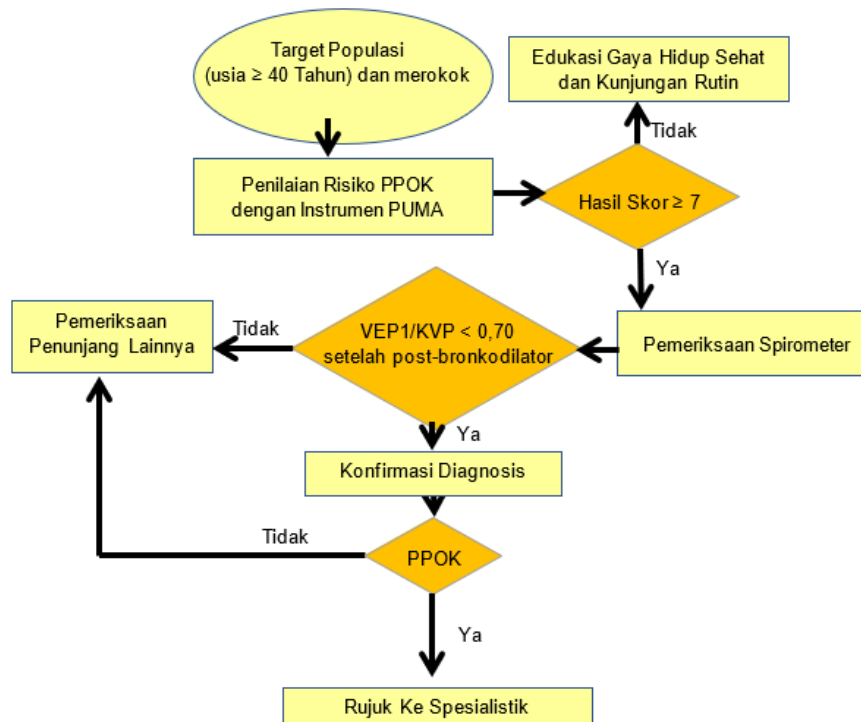 Target Populasi
(usia ≥ 40 Tahun) dan merokok
Edukasi Gaya Hidup Sehat
dan Kunjungan Rutin
Tidak
Penilaian Risiko PPOK
dengan Instrumen PUMA
Hasil Skor ≥ 7
Ya
Pemeriksaan
Penunjang Lainnya
Tidak
VEP1/KVP < 0,70
setelah post-bronkodilator
Pemeriksaan Spirometer
Ya
Konfirmasi Diagnosis
Tidak
PPOK
Ya
Rujuk Ke Spesialistik